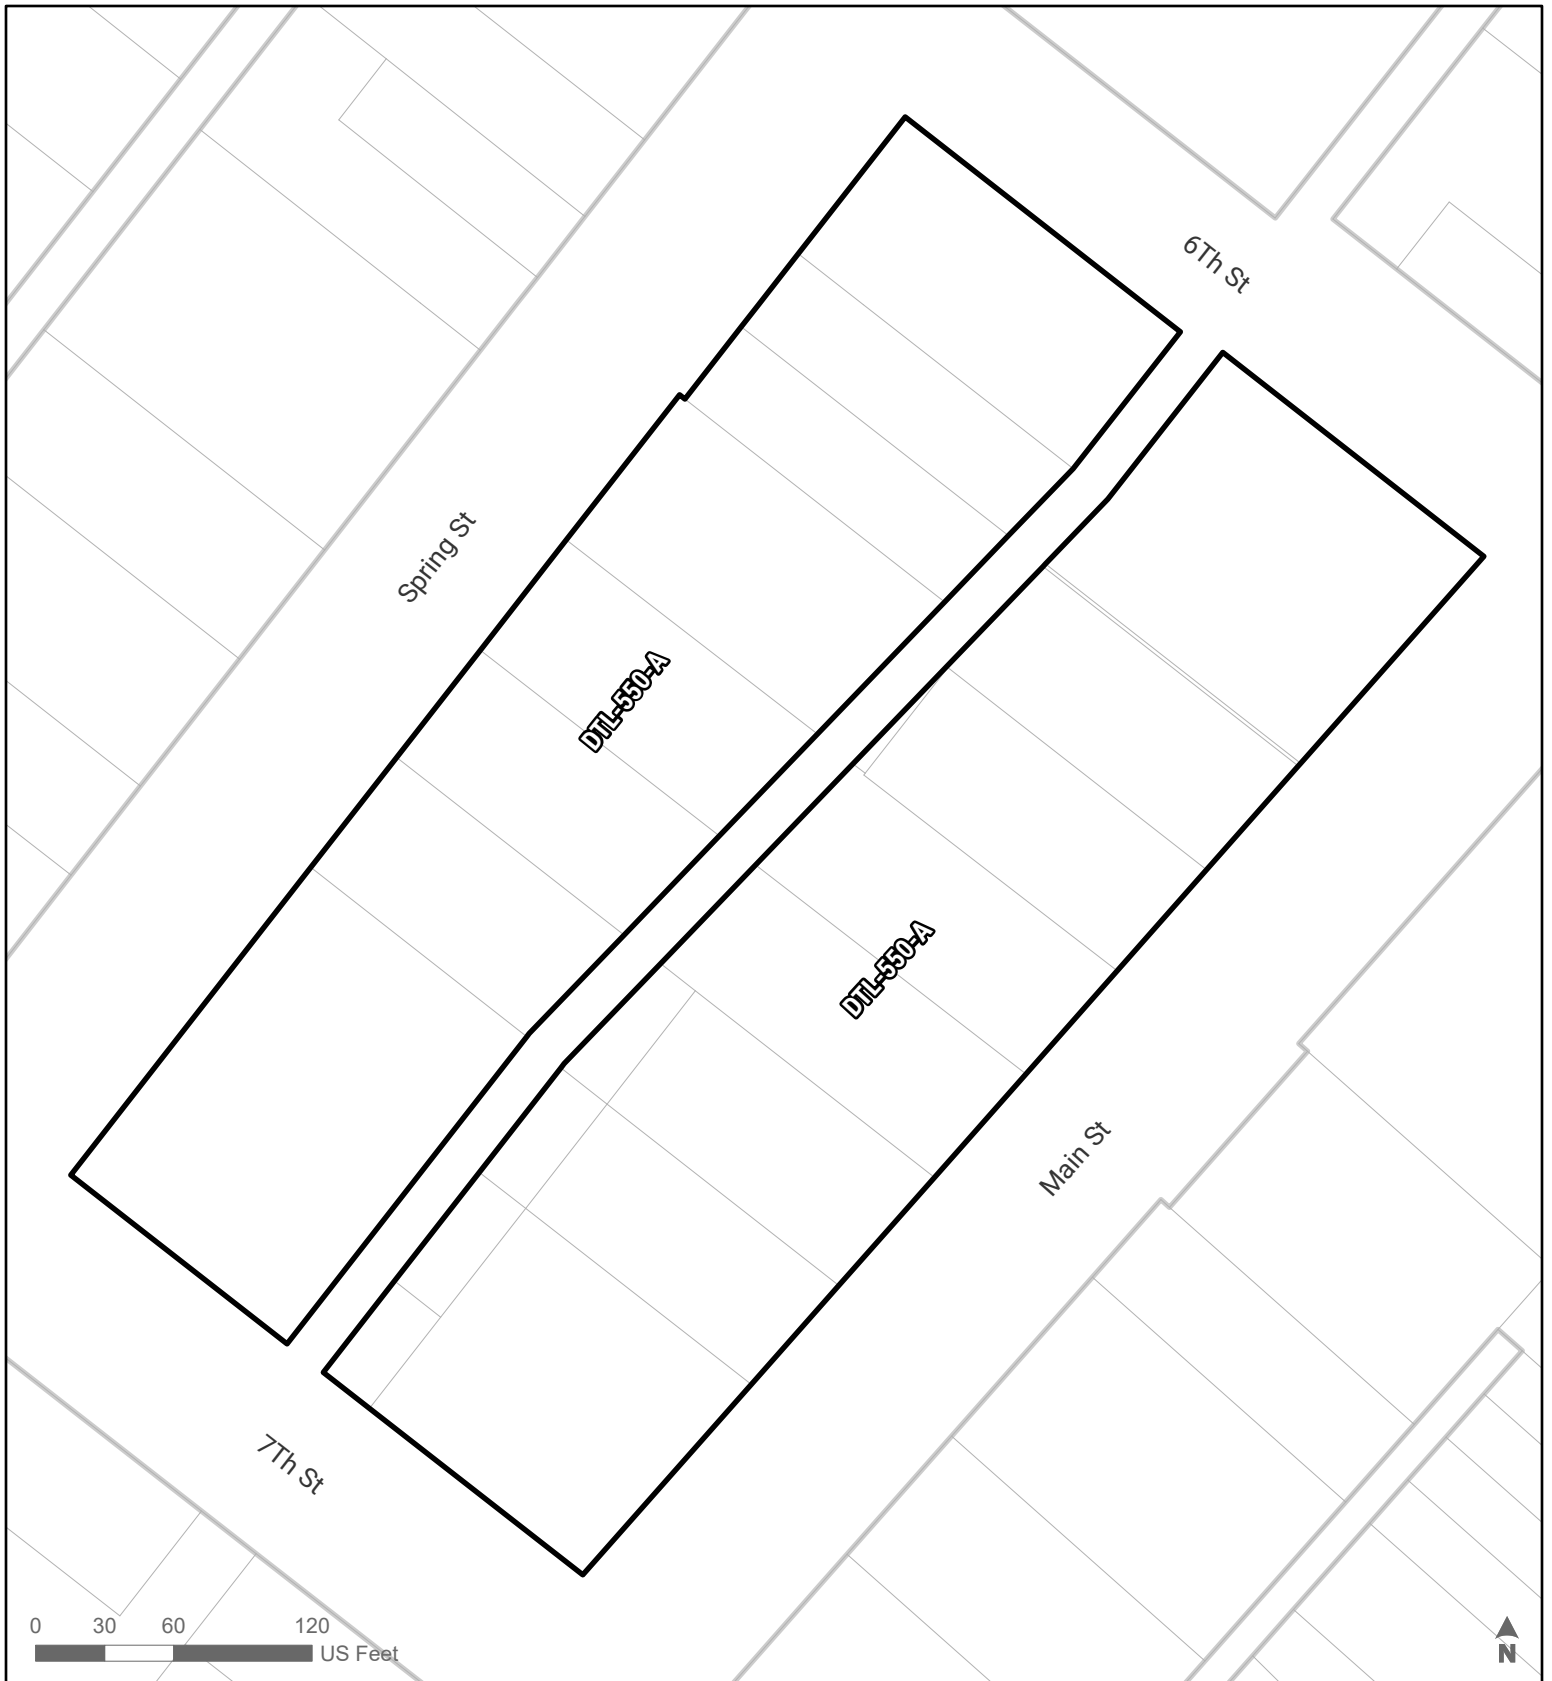 6Th St
Spring St
DTL-550-A
DTL-550-A
Main St
7Th St
0 30 60 120
US Feet
N